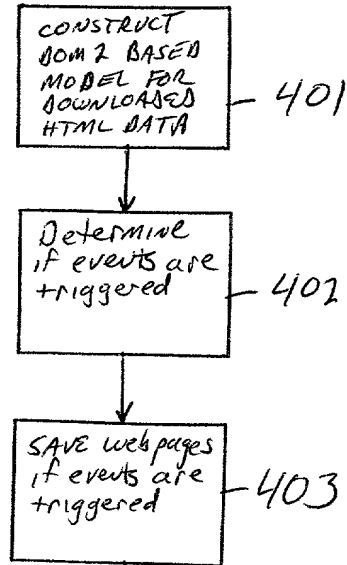 CONSTRUCT
DOM 2 BASED
MODEL FOR
DOWNLOADED
HTML DATA
401
Determine
if events are
triggered
402
SAVE webpages
if events are
triggered
403